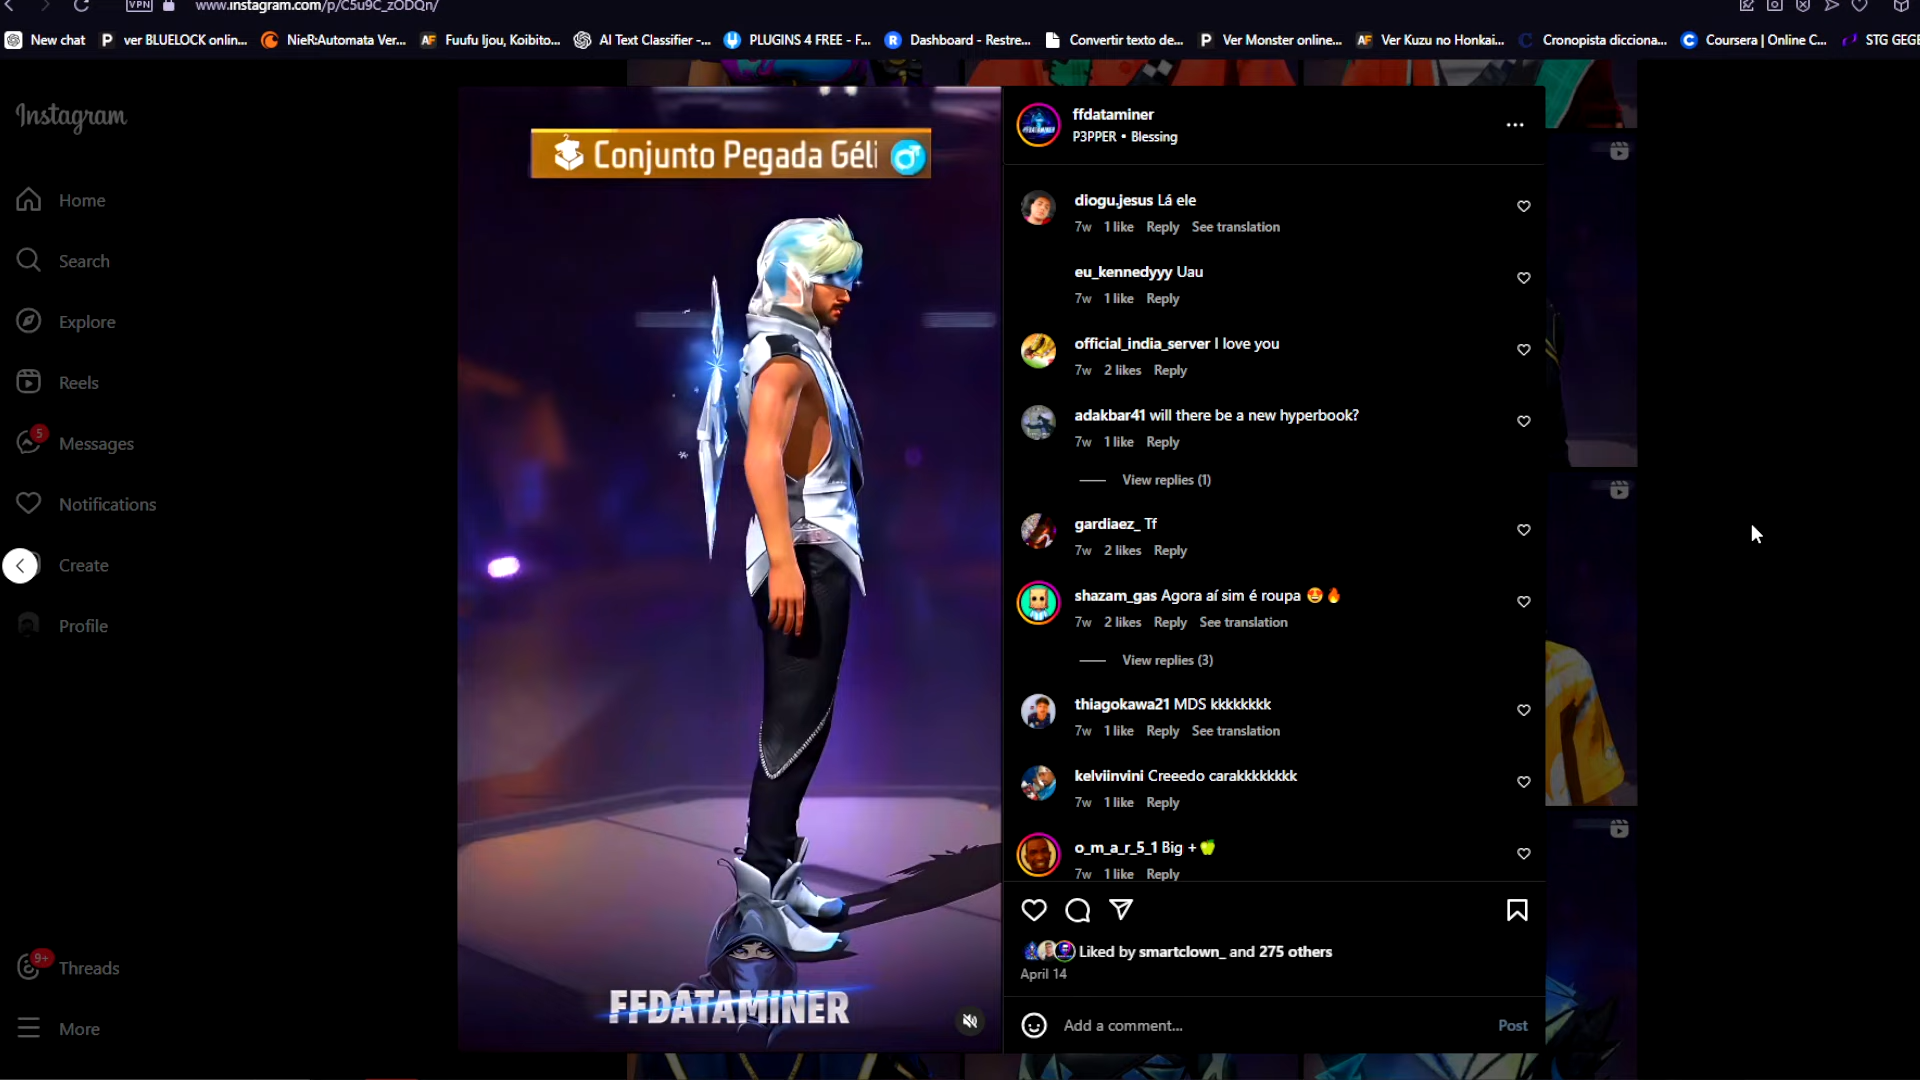 VPN
www.instagram.com/p/C5u9C_zODQn/
New chat
ver BLUELOCK onlin...
NieR:Automata Ver...
Fuufu Ijou, Koibito...
AI Text Classifier -...
PLUGINS 4 FREE - F...
Dashboard - Restre...
Convertir texto de...
Ver Monster online...
Ver Kuzu no Honkai...
Cronopista dicciona...
Coursera | Online C...
STG GEGE
Instagram
Home
Search
Explore
Reels
5
Messages
Notifications
Create
Profile
9+
Threads
More
Conjunto Pegada Géli
FFDATAMINER
ffdataminer
P3PPER • Blessing
diogu.jesus Lá ele
7w 1 like Reply See translation
eu_kennedyyy Uau
7w 1 like Reply
official_india_server I love you
7w 2 likes Reply
adakbar41 will there be a new hyperbook?
7w 1 like Reply
View replies (1)
gardiaez_ Tf
7w 2 likes Reply
shazam_gas Agora aí sim é roupa 😍🔥
7w 2 likes Reply See translation
View replies (3)
thiagokawa21 MDS kkkkkkkk
7w 1 like Reply See translation
kelviinvini Creeedo carakkkkkkkk
7w 1 like Reply
o_m_a_r_5_1 Big +🍏
7w 1 like Reply
Liked by smartclown_ and 275 others
April 14
Add a comment...
Post